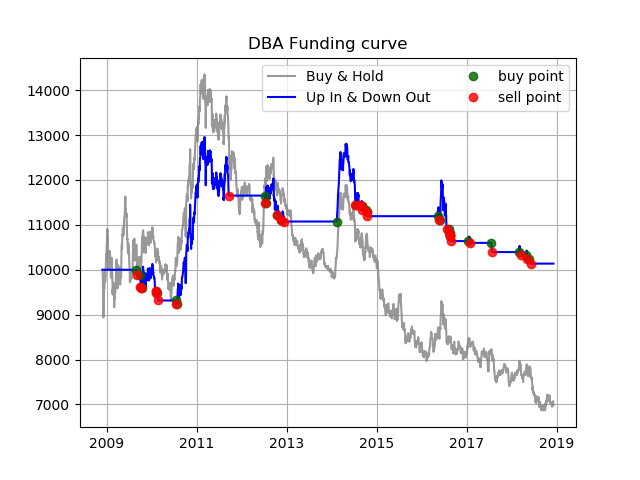 DBA Funding curve
Buy & Hold
Up In & Down Out
buy point
sell point
14000
13000
12000
11000
10000
9000
8000
7000
2009 2011 2013 2015 2017 2019